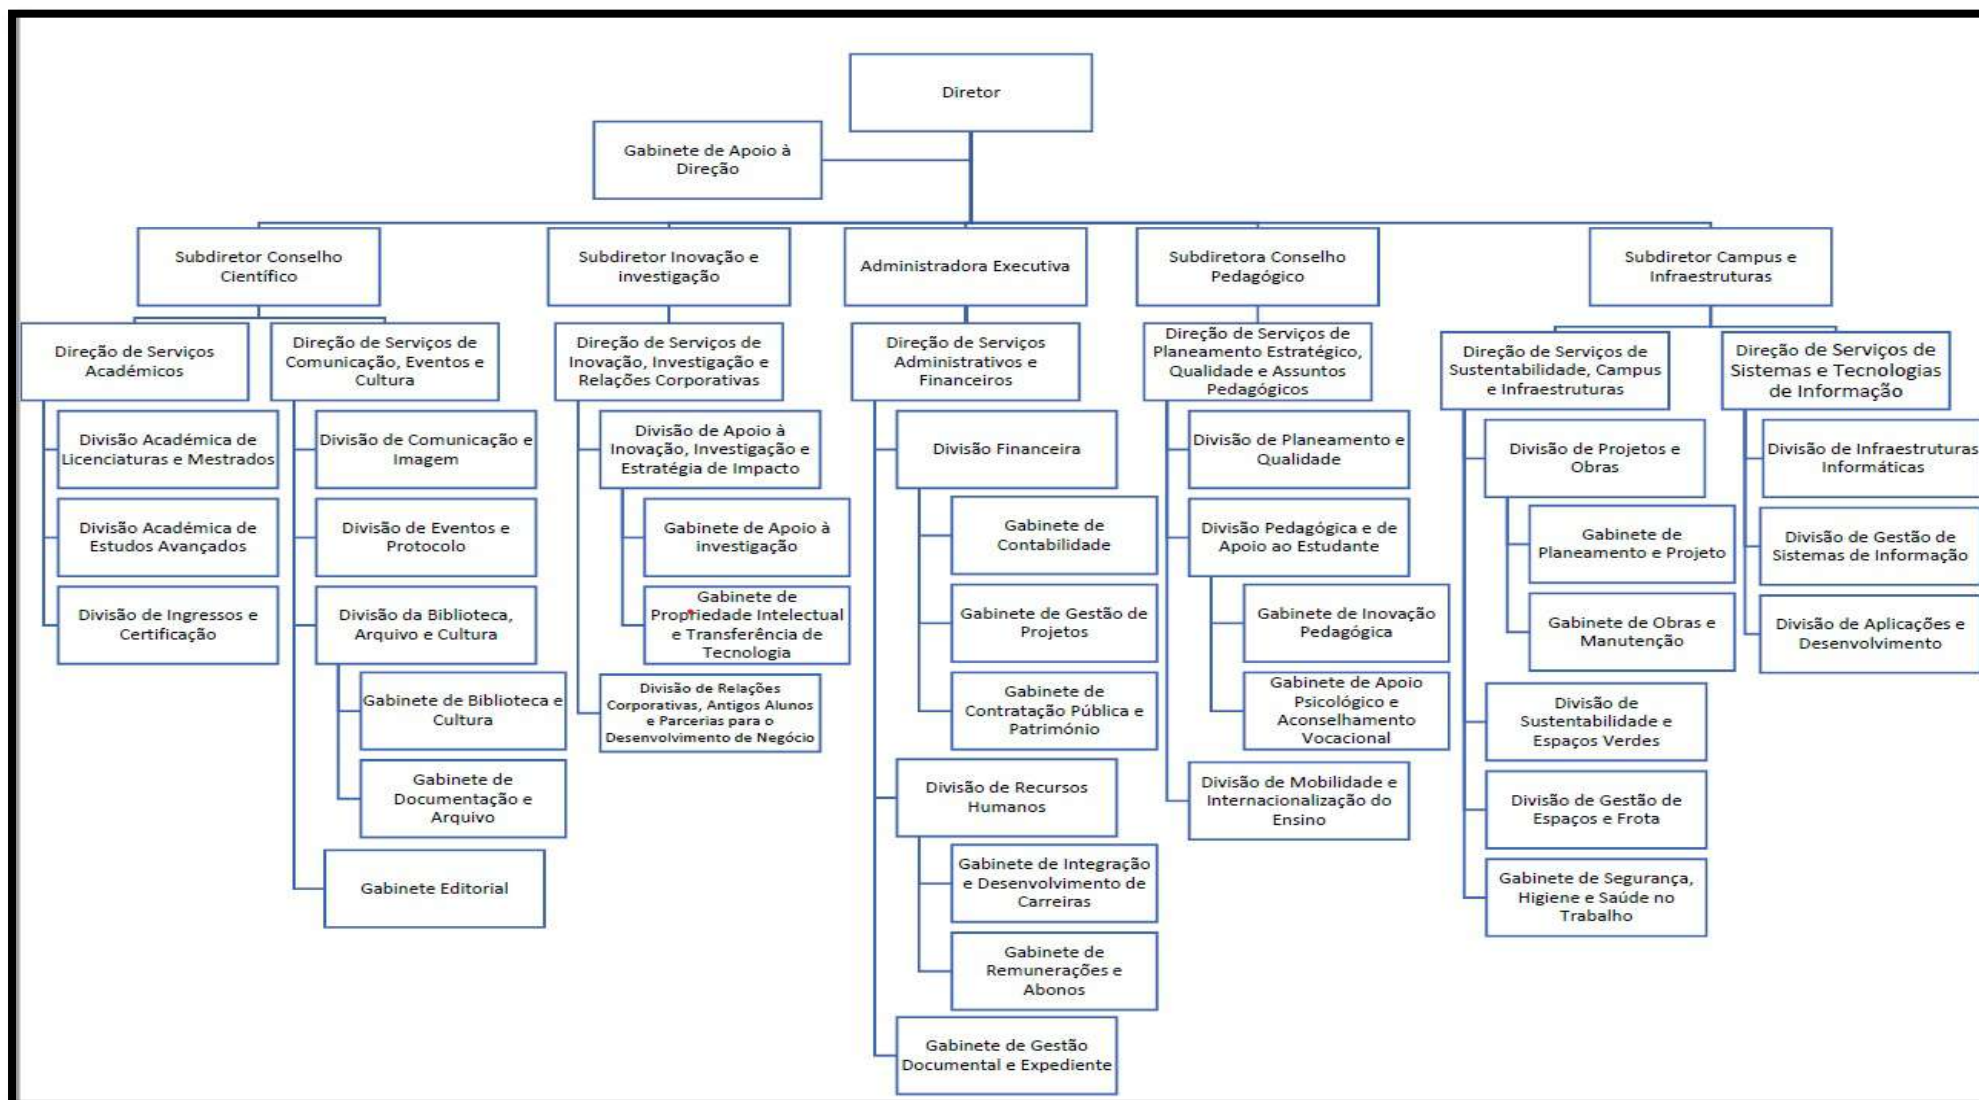 Diretor
Gabinete de Apoio à
Direção
Subdiretor Conselho
Científico
Subdiretor Inovação e
investigação
Administradora Executiva
Subdiretora Conselho
Pedagógico
Subdiretor Campus e
Infraestruturas
Direção de Serviços
Académicos
Direção de Serviços de
Comunicação, Eventos e
Cultura
Direção de Serviços de
Inovação, Investigação e
Relações Corporativas
Direção de Serviços
Administrativos e
Financeiros
Direção de Serviços de
Planeamento Estratégico,
Qualidade e Assuntos
Pedagógicos
Direção de Serviços de
Sustentabilidade, Campus
e Infraestruturas
Direção de Serviços de
Sistemas e Tecnologias
de Informação
Divisão Académica de
Licenciaturas e Mestrados
Divisão Académica de
Estudos Avançados
Divisão de Ingressos e
Certificação
Divisão de Comunicação e
Imagem
Divisão de Eventos e
Protocolo
Divisão da Biblioteca,
Arquivo e Cultura
Gabinete de Biblioteca e
Cultura
Gabinete de
Documentação e
Arquivo
Gabinete Editorial
Divisão de Apoio à
Inovação, Investigação e
Estratégia de Impacto
Gabinete de Apoio à
investigação
Gabinete de
Propriedade Intelectual
e Transferência de
Tecnologia
Divisão de Relações
Corporativas, Antigos Alunos
e Parcerias para o
Desenvolvimento de Negócio
Divisão Financeira
Gabinete de
Contabilidade
Gabinete de Gestão de
Projetos
Gabinete de
Contratação Pública e
Património
Divisão de Recursos
Humanos
Gabinete de Integração
e Desenvolvimento de
Carreiras
Gabinete de
Remunerações e
Abonos
Gabinete de Gestão
Documental e Expediente
Divisão de Planeamento e
Qualidade
Divisão Pedagógica e de
Apoio ao Estudante
Gabinete de Inovação
Pedagógica
Gabinete de Apoio
Psicológico e
Aconselhamento
Vocacional
Divisão de Mobilidade e
Internacionalização do
Ensino
Divisão de Projetos e
Obras
Gabinete de
Planeamento e Projeto
Gabinete de Obras e
Manutenção
Divisão de
Sustentabilidade e
Espaços Verdes
Divisão de Gestão de
Espaços e Frota
Gabinete de Segurança,
Higiene e Saúde no
Trabalho
Divisão de Infraestruturas
Informáticas
Divisão de Gestão de
Sistemas de Informação
Divisão de Aplicações e
Desenvolvimento